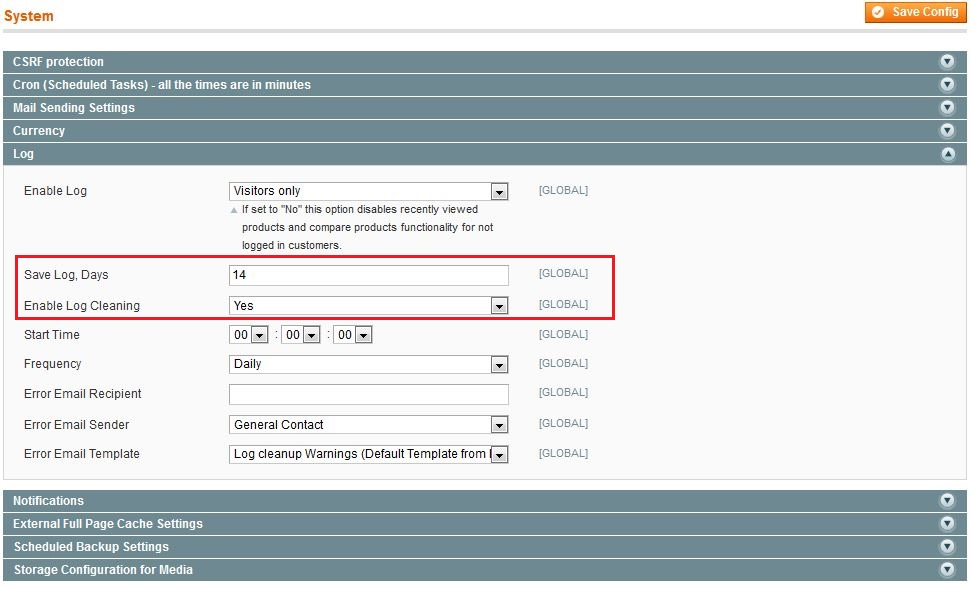 System
Save Config
CSRF protection
Cron (Scheduled Tasks) - all the times are in minutes
Mail Sending Settings
Currency
Log
Enable Log Visitors only [GLOBAL]
If set to "No" this option disables recently viewed
products and compare products functionality for not
logged in customers.
Save Log, Days 14 [GLOBAL]
Enable Log Cleaning Yes [GLOBAL]
Start Time 00 : 00 : 00 [GLOBAL]
Frequency Daily [GLOBAL]
Error Email Recipient [GLOBAL]
Error Email Sender General Contact [GLOBAL]
Error Email Template Log cleanup Warnings (Default Template from [GLOBAL]
Notifications
External Full Page Cache Settings
Scheduled Backup Settings
Storage Configuration for Media